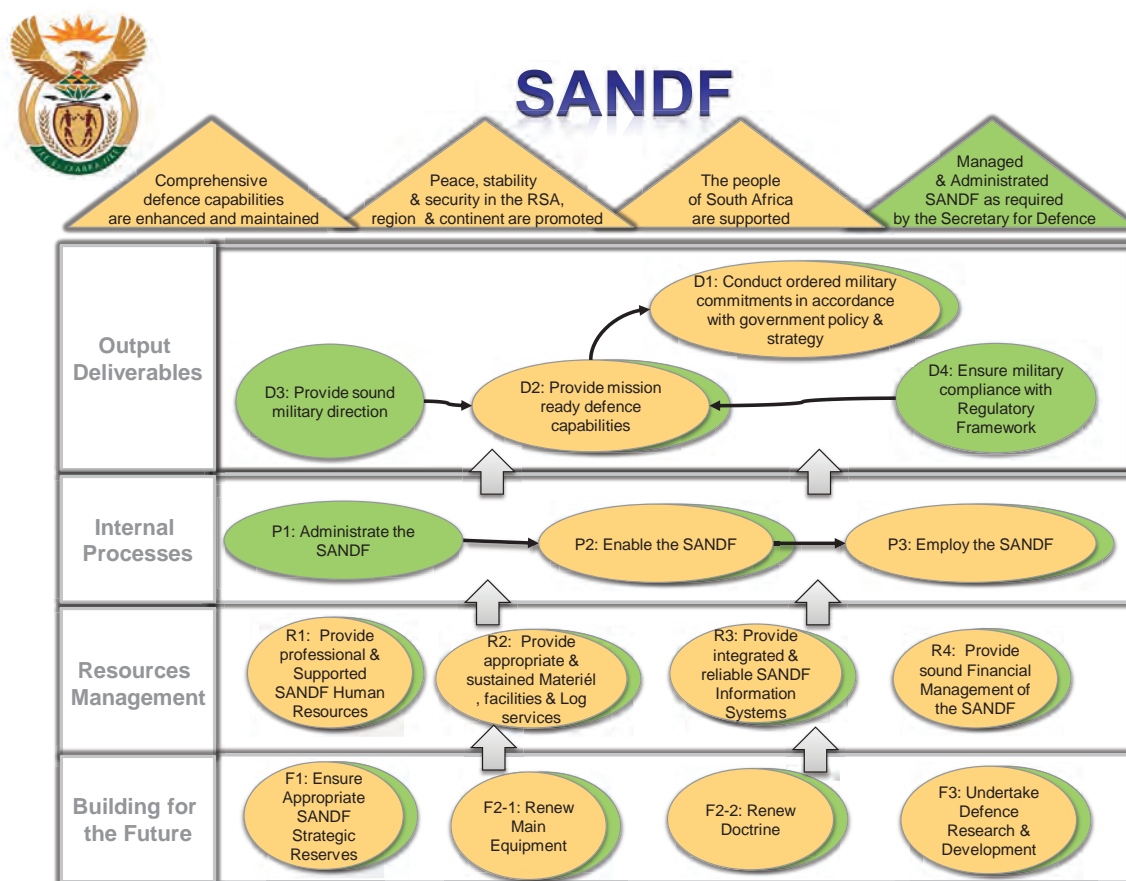 SANDF
Comprehensive
defence capabilities
are enhanced and maintained
Peace, stability
& security in the RSA,
region & continent are promoted
The people
of South Africa
are supported
Managed
& Administrated
SANDF as required
by the Secretary for Defence
Output
Deliverables
D1: Conduct ordered military
commitments in accordance
with government policy &
strategy
D3: Provide sound
military direction
D2: Provide mission
ready defence
capabilities
D4: Ensure military
compliance with
Regulatory
Framework
Internal
Processes
P1: Administrate the
SANDF
P2: Enable the SANDF
P3: Employ the SANDF
Resources
Management
R1: Provide
professional &
Supported
SANDF Human
Resources
R2: Provide
appropriate &
sustained Materiél
, facilities & Log
services
R3: Provide
integrated &
reliable SANDF
Information
Systems
R4: Provide
sound Financial
Management of
the SANDF
Building for
the Future
F1: Ensure
Appropriate
SANDF
Strategic
Reserves
F2-1: Renew
Main
Equipment
F2-2: Renew
Doctrine
F3: Undertake
Defence
Research &
Development